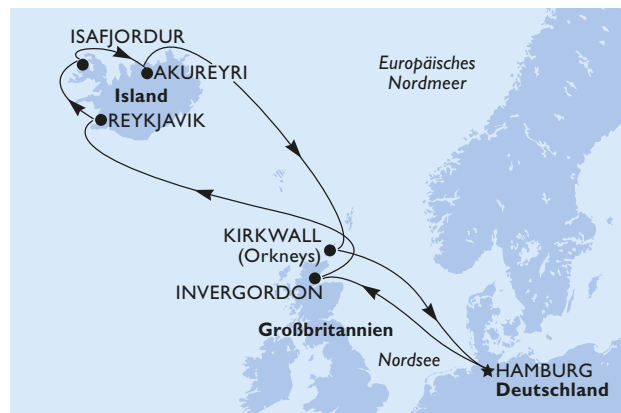 ISAFJORDUR
Europäisches
Nordmeer
AKUREYRI
Island
REYKJAVIK
KIRKWALL
(Orkneys)
INVERGORDON
Großbritannien
Nordsee
HAMBURG
Deutschland